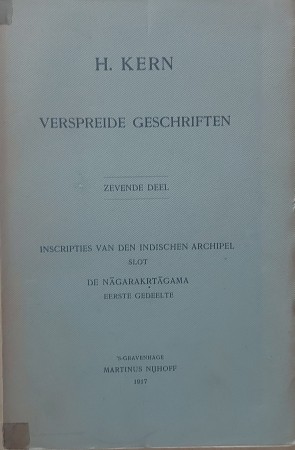 H. KERN
VERSPREIDE GESCHRIFTEN
ZEVENDE DEEL
INSCRIPTIES VAN DEN INDISCHEN ARCHIPEL
SLOT
DE NĀGARAKṚTĀGAMA
EERSTE GEDEELTE
'S-GRAVENHAGE
MARTINUS NIJHOFF
1917